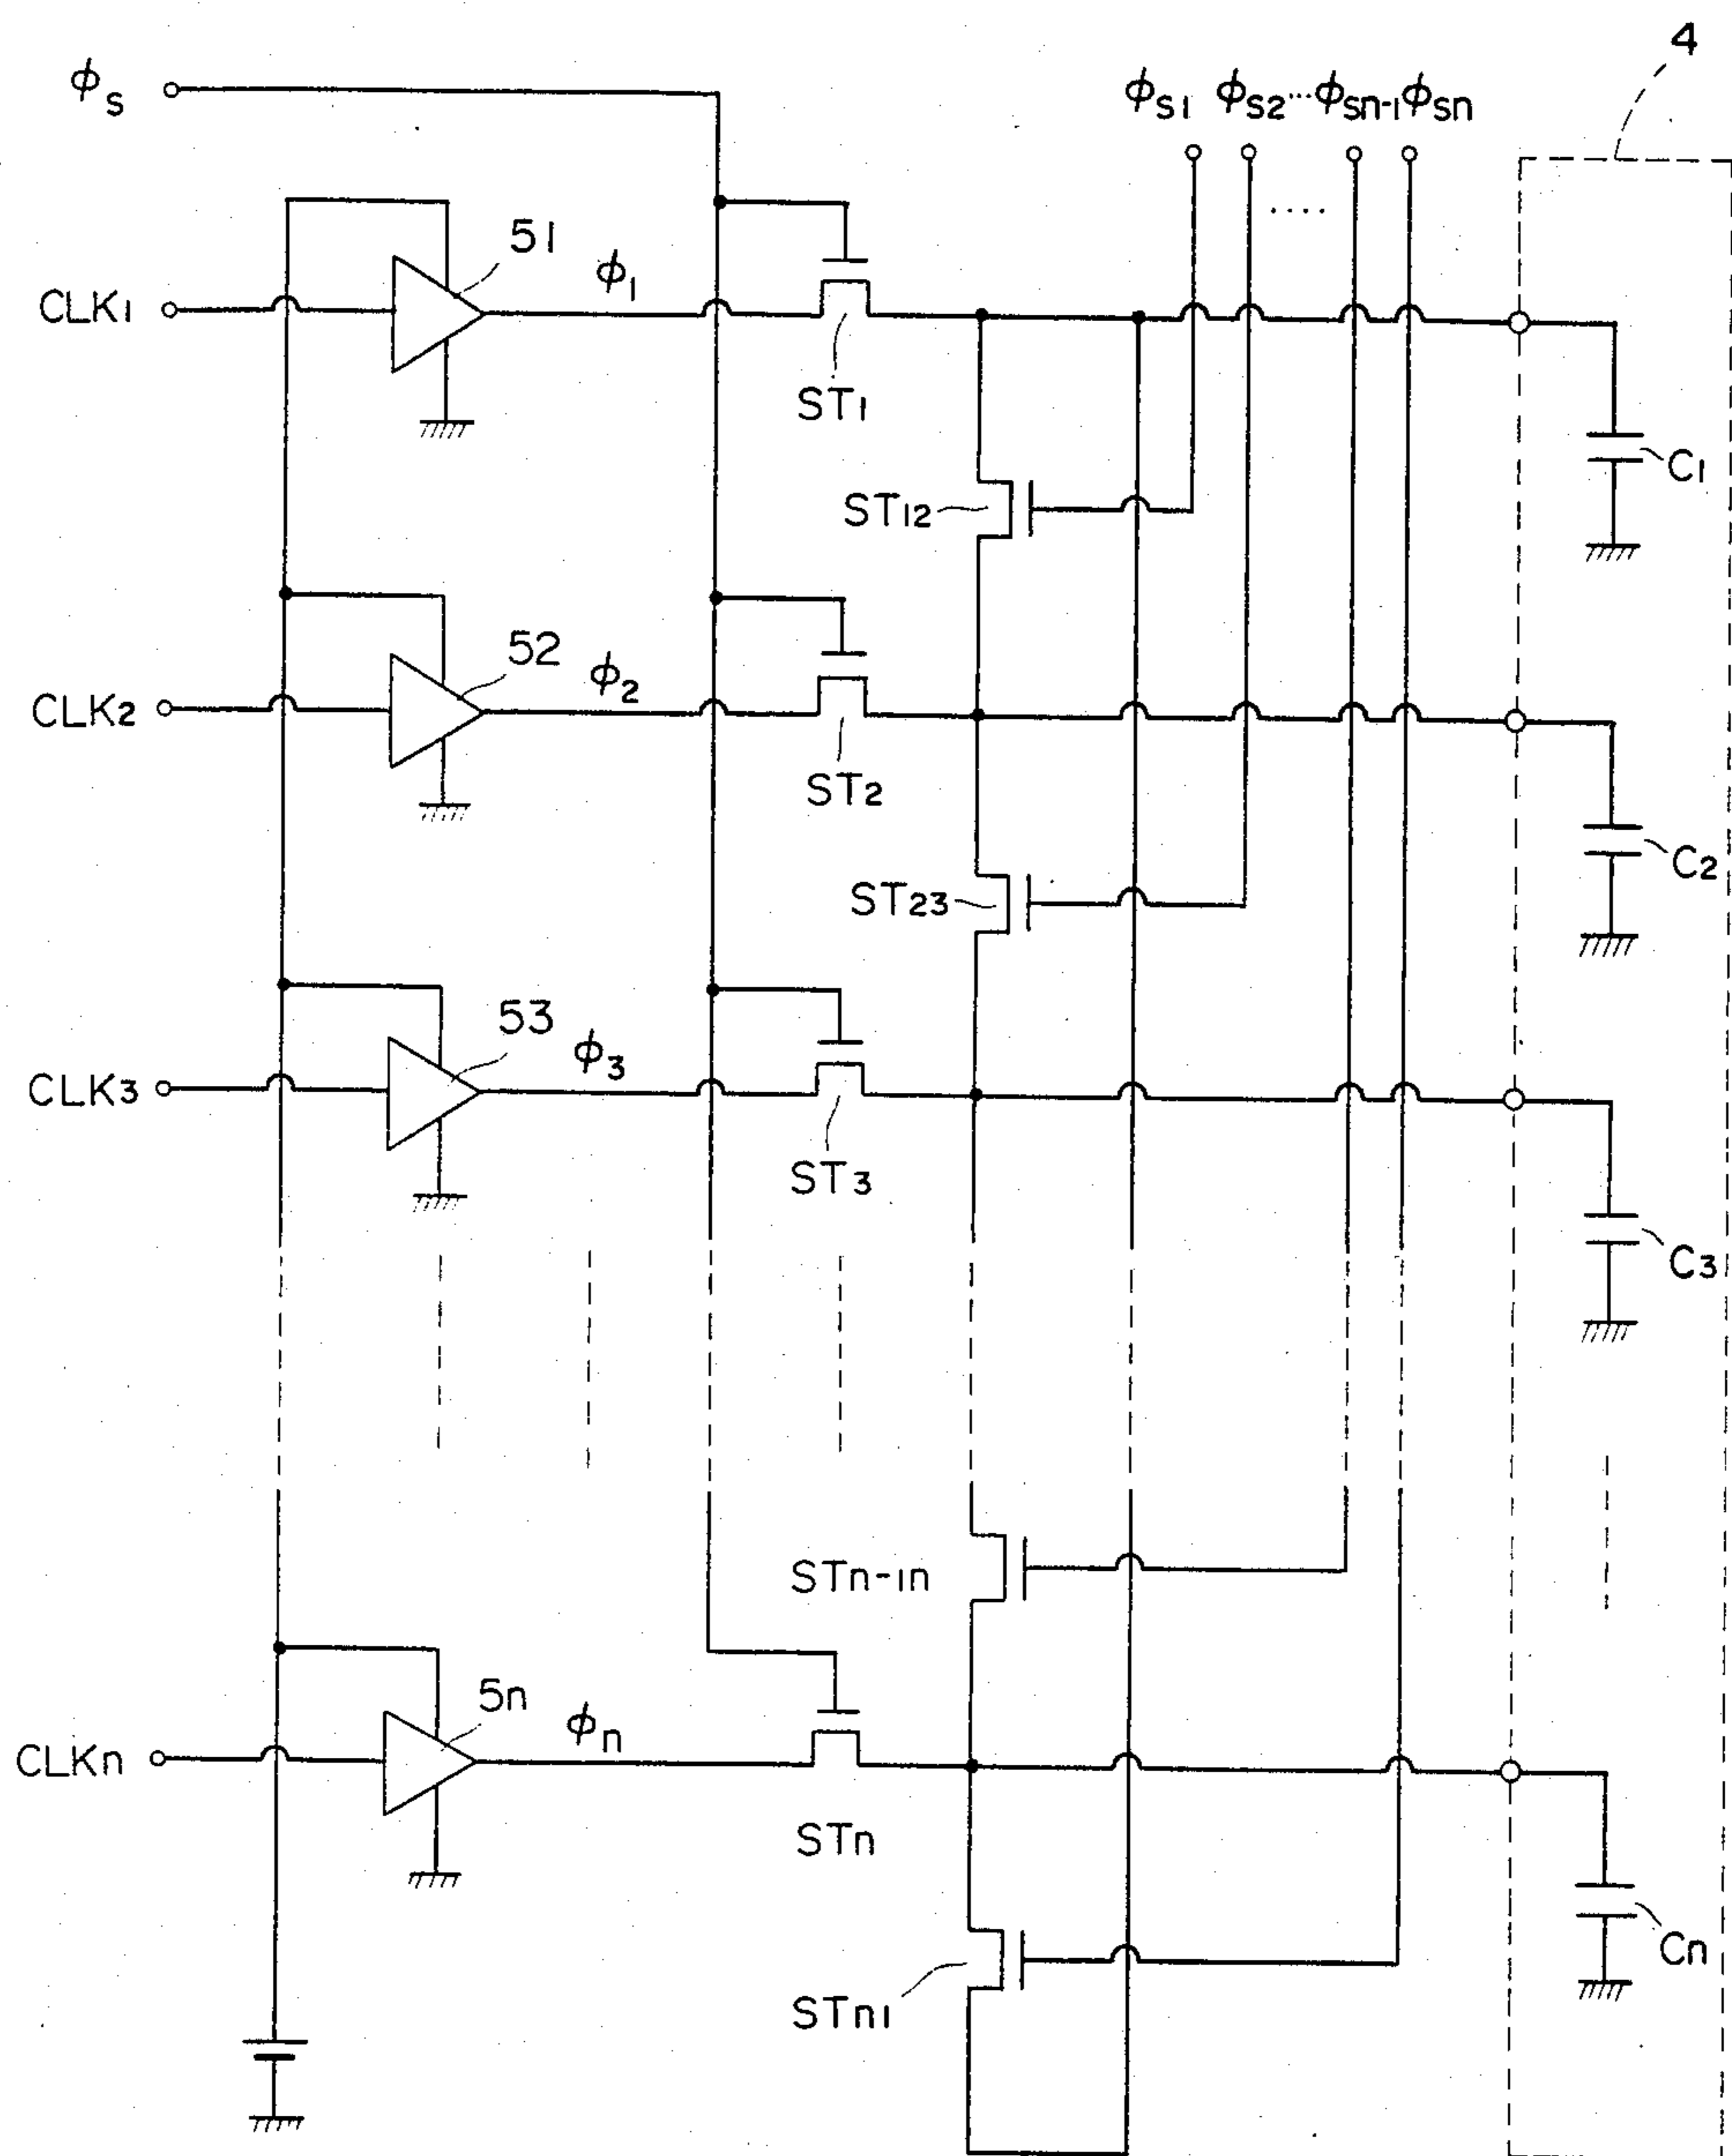 4
ϕS
ϕS1 ϕS2 ... ϕSn-1 ϕSn
....
51
ϕ1
CLK1
ST1
C1
ST12
52
ϕ2
CLK2
ST2
C2
ST23
53
ϕ3
CLK3
ST3
C3
STn-1n
5n
ϕn
CLKn
STn
Cn
STn1